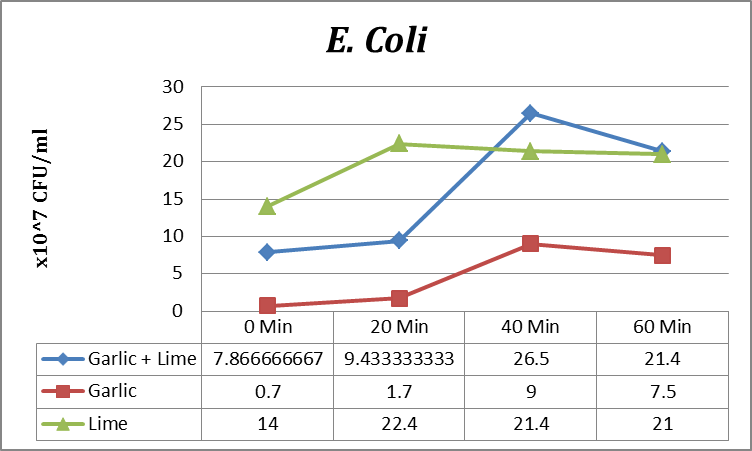 E. Coli
x10^7 CFU/ml
30
25
20
15
10
5
0
0 Min 20 Min 40 Min 60 Min
Garlic + Lime 7.866666667 9.433333333 26.5 21.4
Garlic 0.7 1.7 9 7.5
Lime 14 22.4 21.4 21